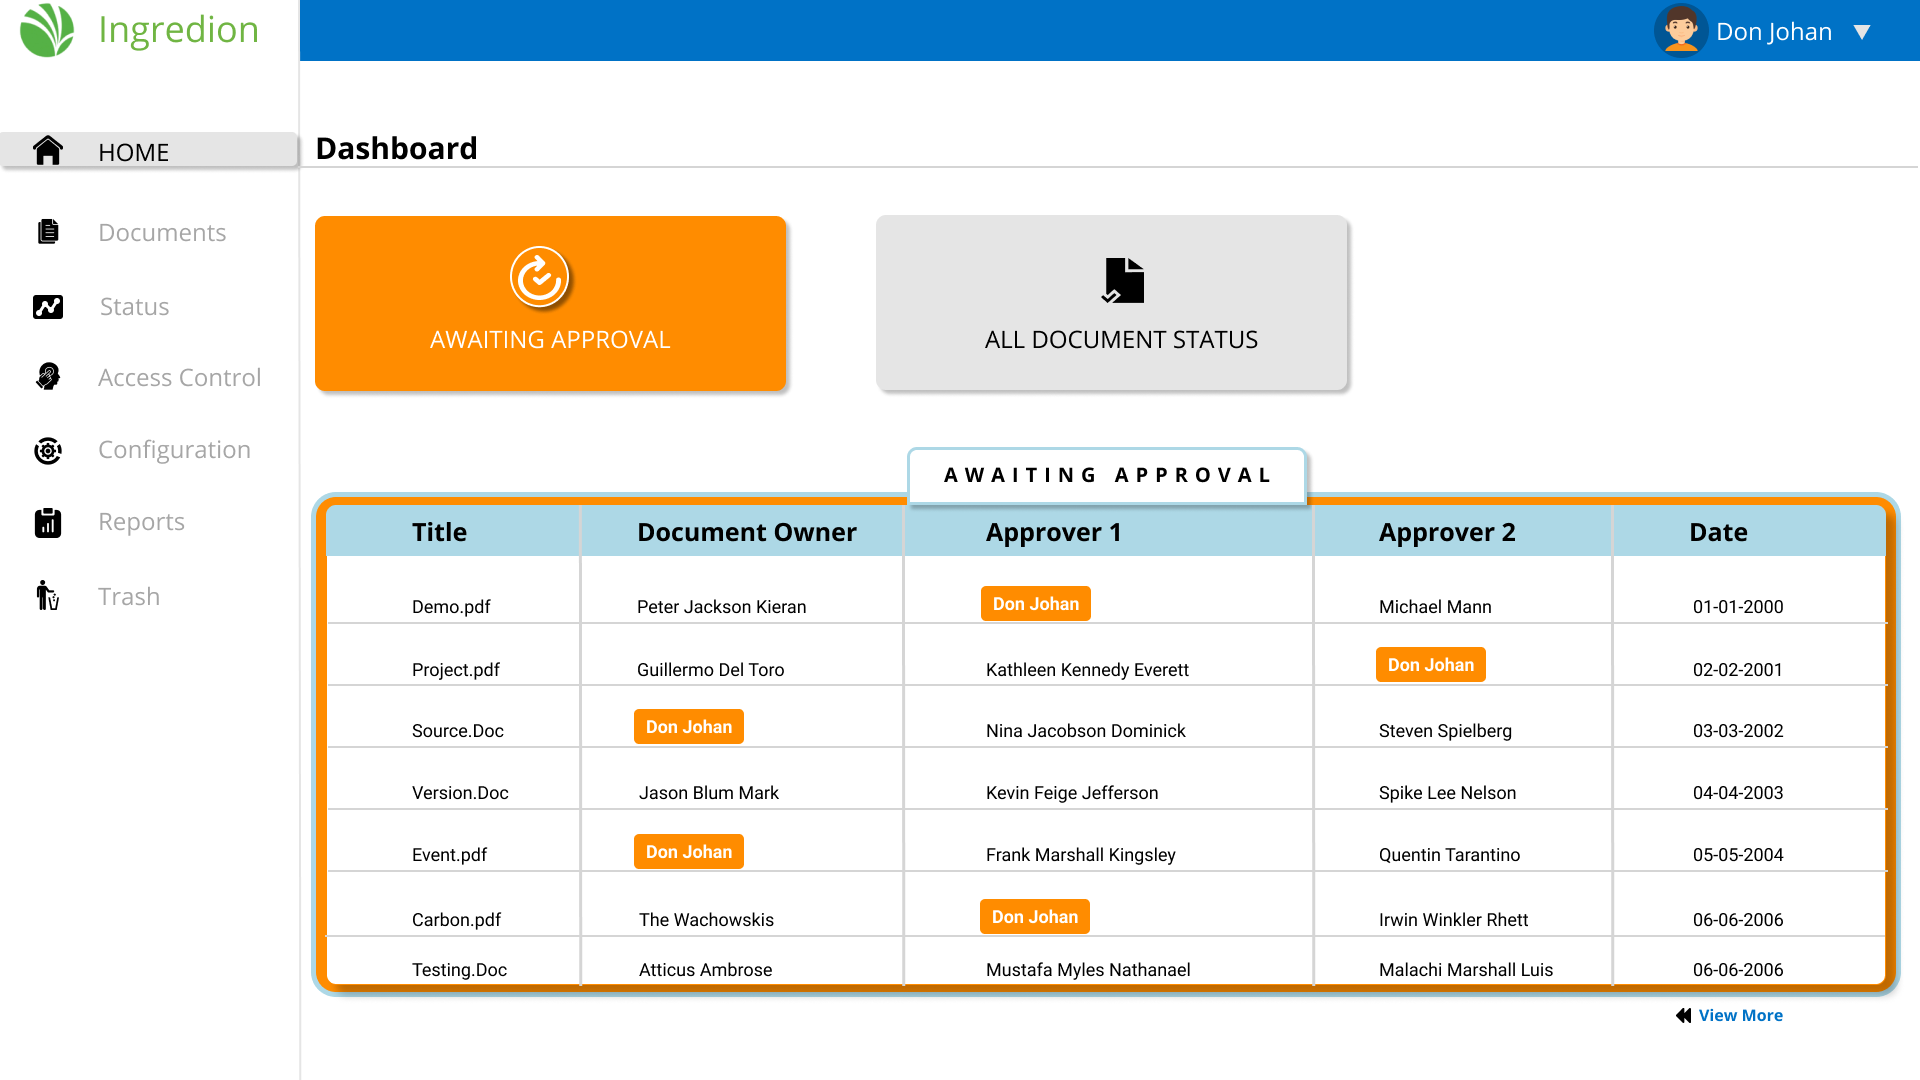 Ingredion
Don Johan
HOME
Dashboard
Documents
Status
Access Control
Configuration
Reports
Trash
AWAITING APPROVAL
ALL DOCUMENT STATUS
AWAITING APPROVAL
Title Document Owner Approver 1 Approver 2 Date
Demo.pdf Peter Jackson Kieran Don Johan Michael Mann 01-01-2000
Project.pdf Guillermo Del Toro Kathleen Kennedy Everett Don Johan 02-02-2001
Source.Doc Don Johan Nina Jacobson Dominick Steven Spielberg 03-03-2002
Version.Doc Jason Blum Mark Kevin Feige Jefferson Spike Lee Nelson 04-04-2003
Event.pdf Don Johan Frank Marshall Kingsley Quentin Tarantino 05-05-2004
Carbon.pdf The Wachowskis Don Johan Irwin Winkler Rhett 06-06-2006
Testing.Doc Atticus Ambrose Mustafa Myles Nathanael Malachi Marshall Luis 06-06-2006
View More